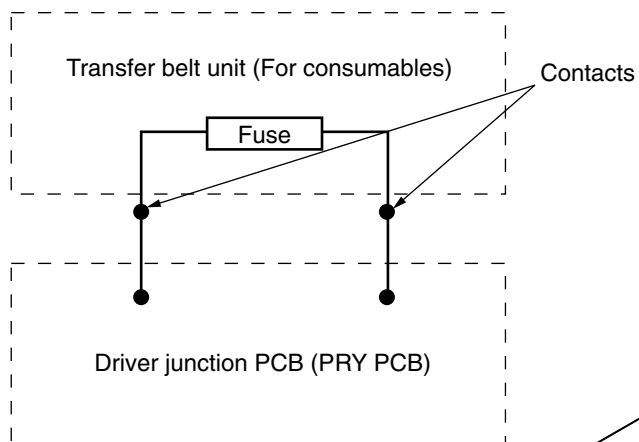 Transfer belt unit (For consumables)
Contacts
Fuse
Driver junction PCB (PRY PCB)